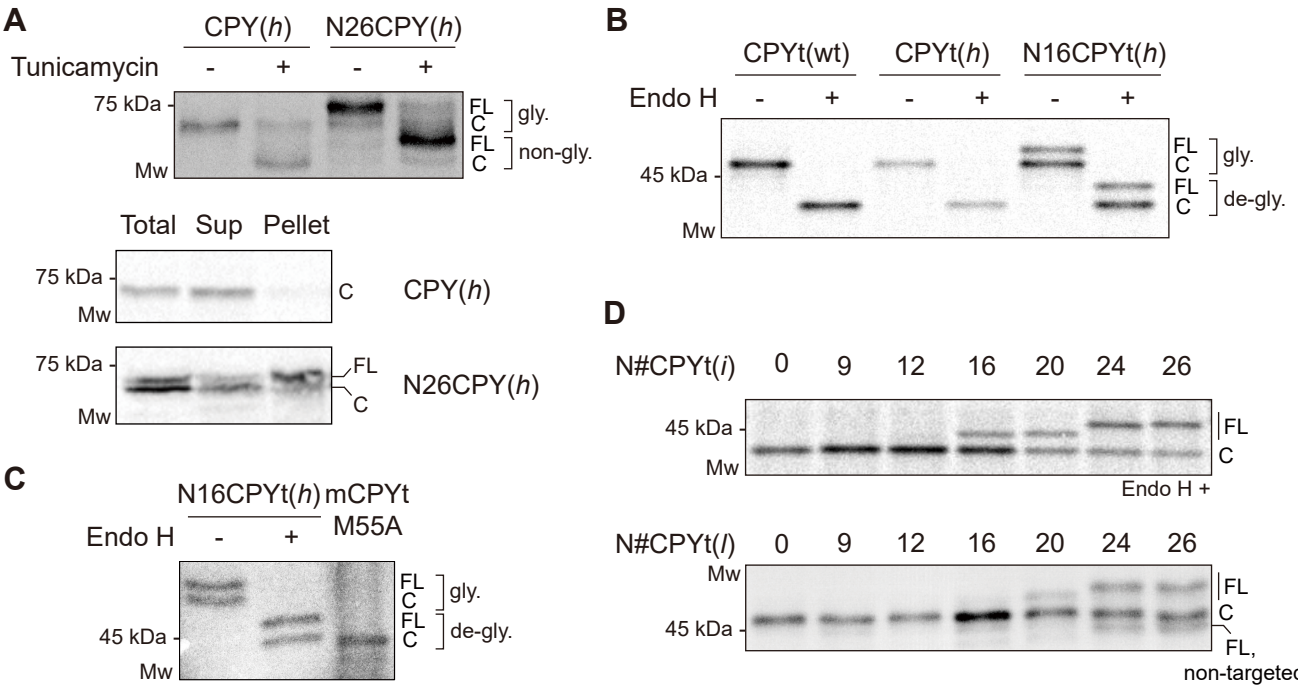 A
CPY(h) N26CPY(h)
Tunicamycin - + - +
75 kDa
FL
C
gly.
FL
C
non-gly.
Mw
Total Sup Pellet
75 kDa
C
CPY(h)
Mw
75 kDa
FL
C
N26CPY(h)
Mw
B
CPYt(wt) CPYt(h) N16CPYt(h)
Endo H - + - + - +
FL
C
gly.
45 kDa
FL
C
de-gly.
Mw
C
N16CPYt(h) mCPYt
M55A
Endo H - +
FL
C
gly.
FL
C
de-gly.
45 kDa
Mw
D
N#CPYt(i) 0 9 12 16 20 24 26
45 kDa
FL
C
Mw
Endo H +
N#CPYt(l) 0 9 12 16 20 24 26
Mw
FL
C
45 kDa
FL,
non-targeted